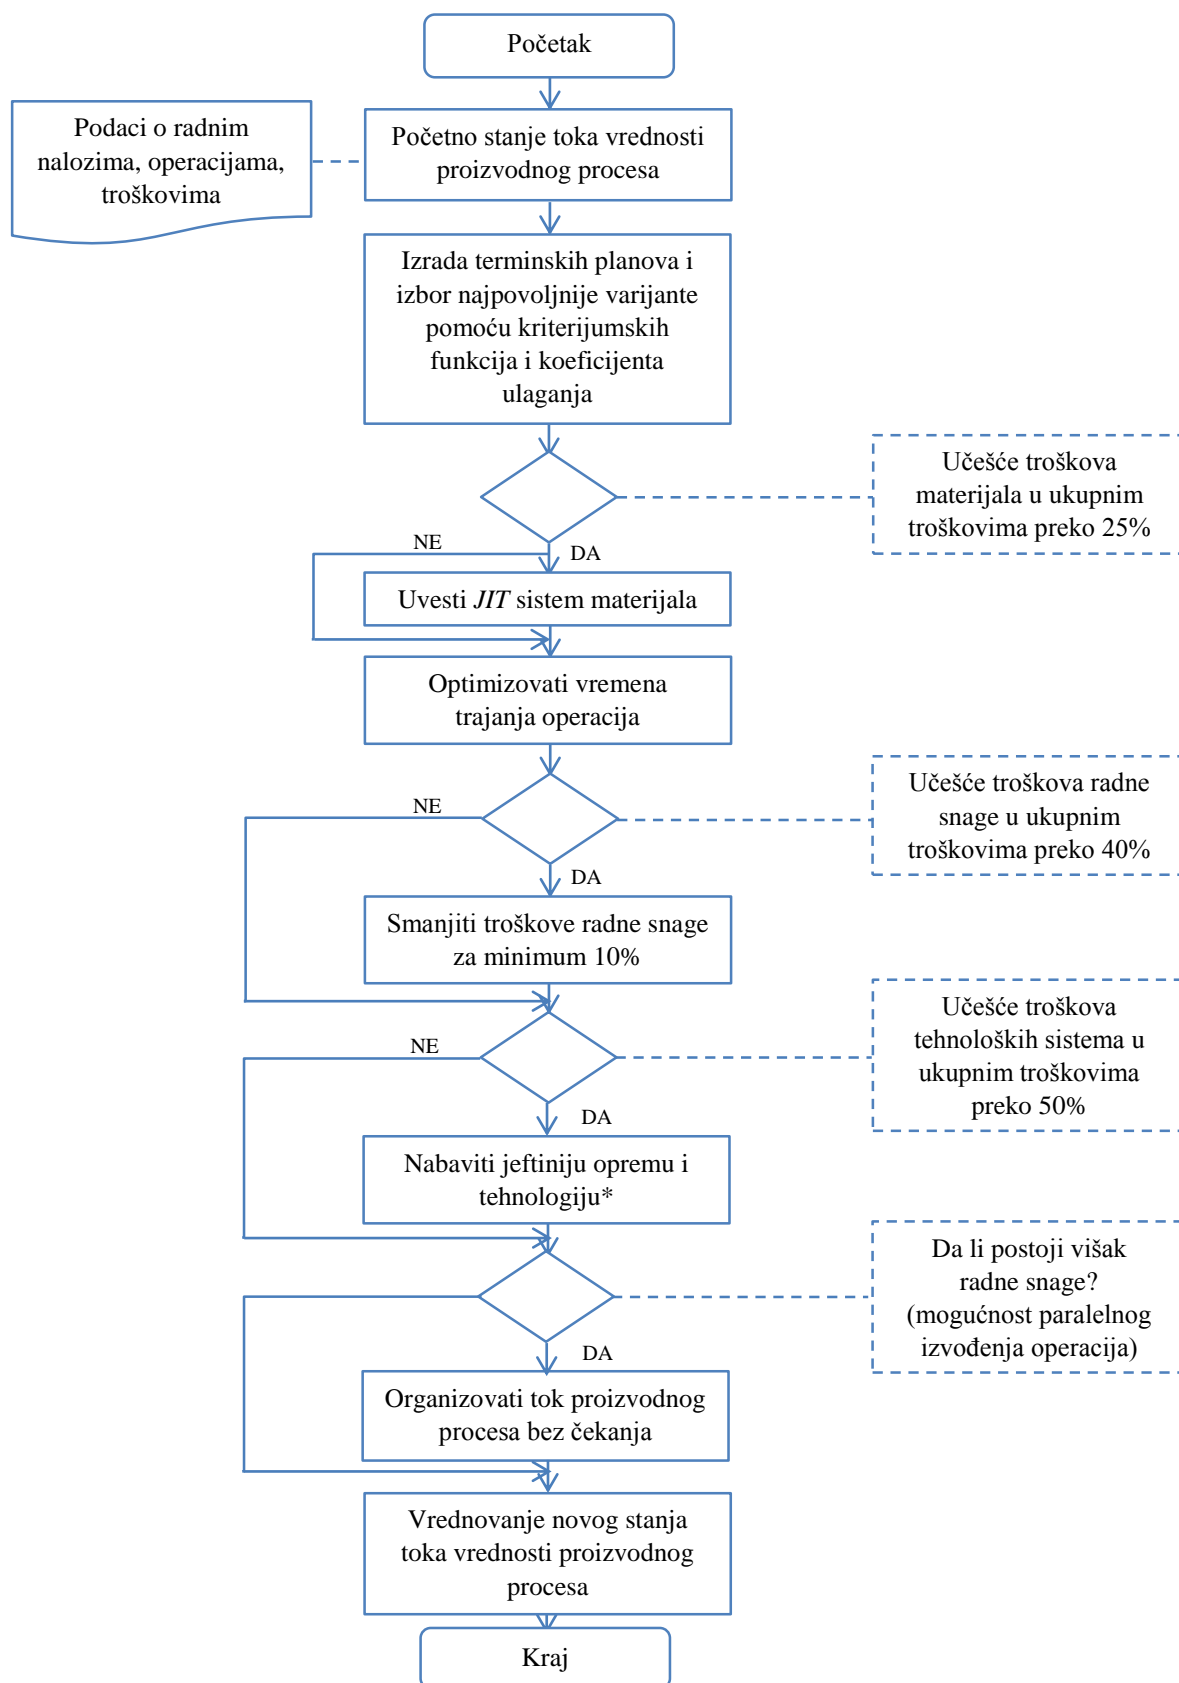 Početak
Podaci o radnim
nalozima, operacijama,
troškovima
Početno stanje toka vrednosti
proizvodnog procesa
Izrada terminskih planova i
izbor najpovoljnije varijante
pomoću kriterijumskih
funkcija i koeficijenta
ulaganja
Učešće troškova
materijala u ukupnim
troškovima preko 25%
NE
DA
Uvesti JIT sistem materijala
Optimizovati vremena
trajanja operacija
Učešće troškova radne
snage u ukupnim
troškovima preko 40%
NE
DA
Smanjiti troškove radne snage
za minimum 10%
Učešće troškova
tehnoloških sistema u
ukupnim troškovima
preko 50%
NE
DA
Nabaviti jeftiniju opremu i
tehnologiju*
Da li postoji višak
radne snage?
(mogućnost paralelnog
izvođenja operacija)
DA
Organizovati tok proizvodnog
procesa bez čekanja
Vrednovanje novog stanja
toka vrednosti proizvodnog
procesa
Kraj